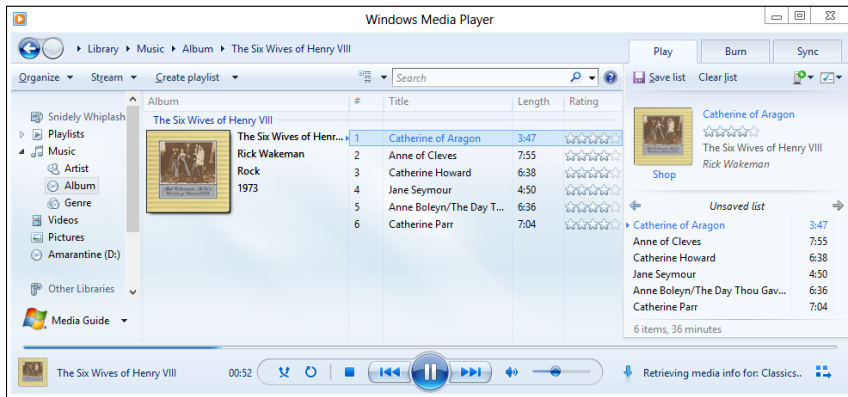 Windows Media Player
Library Music Album The Six Wives of Henry VIII
Play Burn Sync
Organize Stream Create playlist Search Save list Clear list
Album # Title Length Rating
Snidely Whiplash
Playlists
Music
Artist
Album
Genre
Videos
Pictures
Amarantine (D:)
Other Libraries
Media Guide
The Six Wives of Henry VIII
The Six Wives of Henr...
Rick Wakeman
Rock
1973
1 Catherine of Aragon 3:47
2 Anne of Cleves 7:55
3 Catherine Howard 6:38
4 Jane Seymour 4:50
5 Anne Boleyn/The Day T... 6:36
6 Catherine Parr 7:04
Catherine of Aragon
The Six Wives of Henry VIII
Rick Wakeman
Shop
Unsaved list
Catherine of Aragon 3:47
Anne of Cleves 7:55
Catherine Howard 6:38
Jane Seymour 4:50
Anne Boleyn/The Day Thou Gav... 6:36
Catherine Parr 7:04
6 items, 36 minutes
The Six Wives of Henry VIII 00:52 Retrieving media info for: Classics..